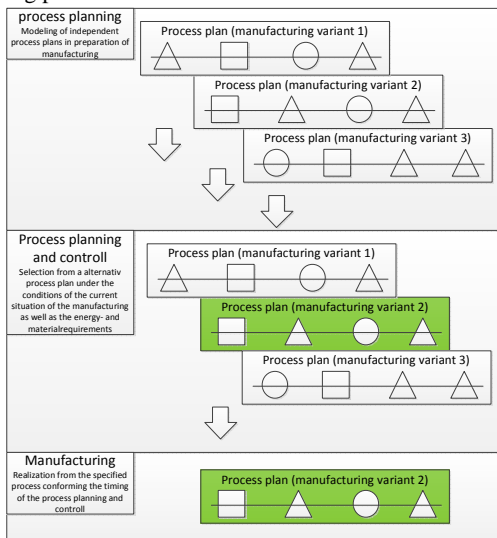 process planning
Modeling of independent
process plans in preparation of
manufacturing
Process plan (manufacturing variant 1)
Process plan (manufacturing variant 2)
Process plan (manufacturing variant 3)
Process planning
and controll
Selection from a alternativ
process plan under the
conditions of the current
situation of the manufacturing
as well as the energy- and
materialrequirements
Process plan (manufacturing variant 1)
Process plan (manufacturing variant 2)
Process plan (manufacturing variant 3)
Manufacturing
Realization from the specified
process conforming the timing
of the process planning and
controll
Process plan (manufacturing variant 2)